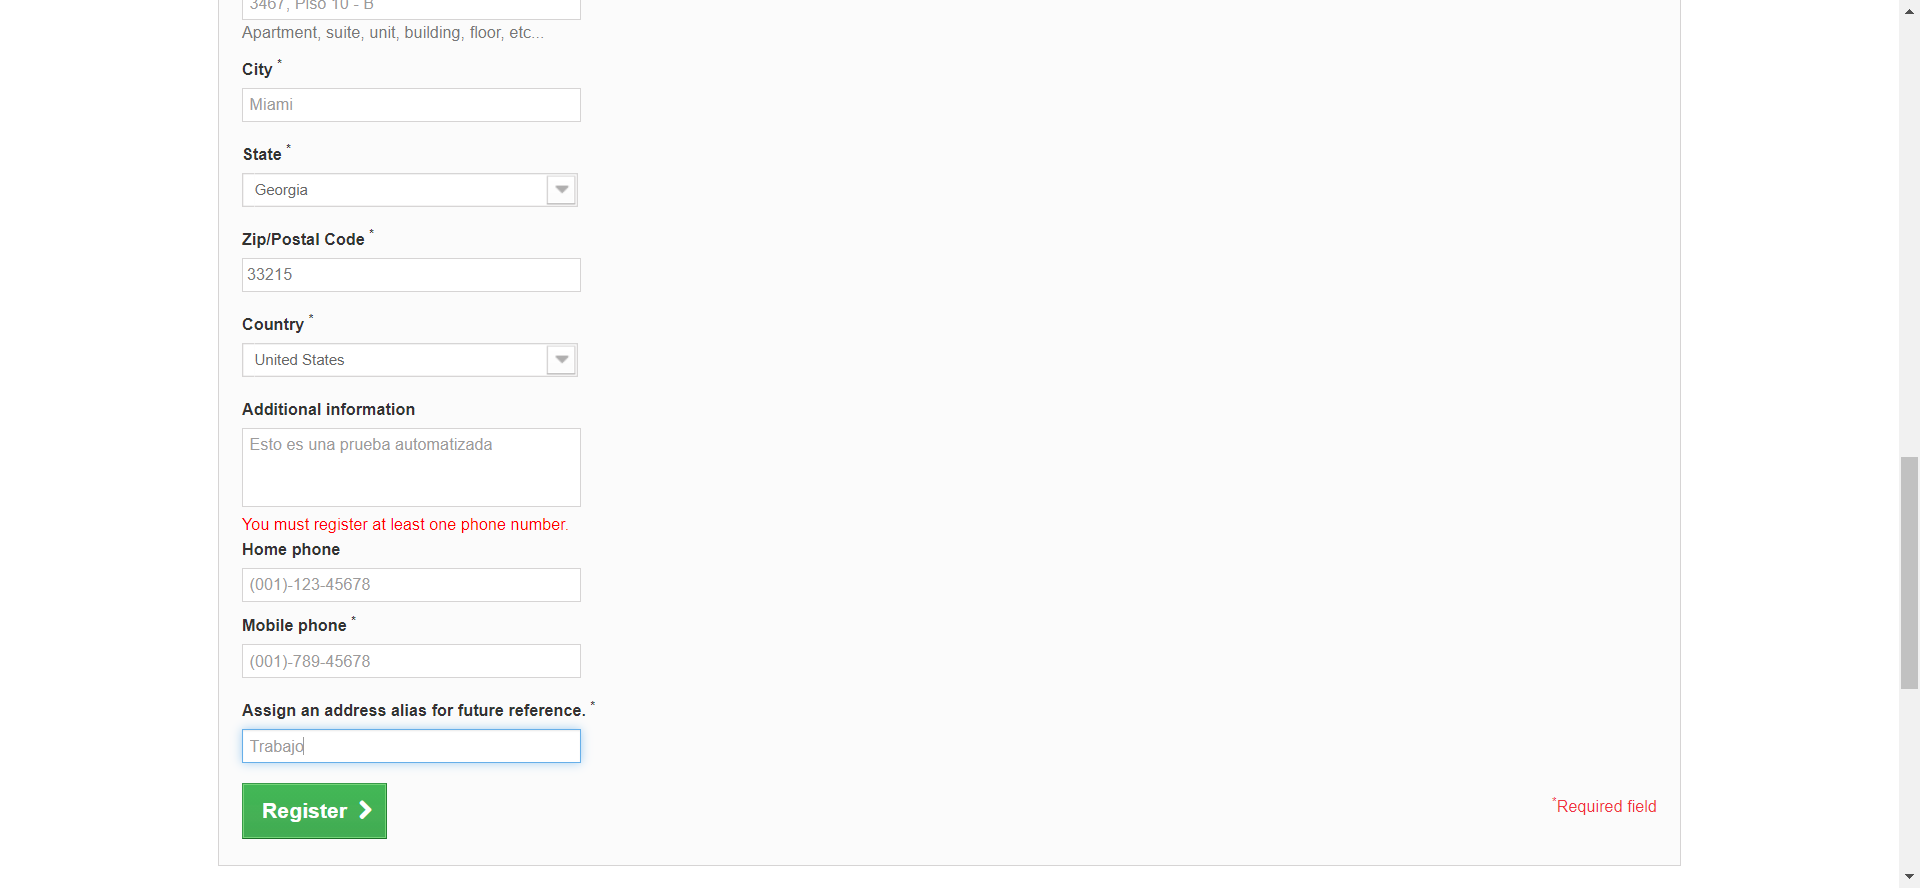 3467, Piso 10 - B
Apartment, suite, unit, building, floor, etc...
City *
Miami
State *
Georgia
Zip/Postal Code *
33215
Country *
United States
Additional information
Esto es una prueba automatizada
You must register at least one phone number.
Home phone
(001)-123-45678
Mobile phone *
(001)-789-45678
Assign an address alias for future reference. *
Trabajo
Register
*Required field